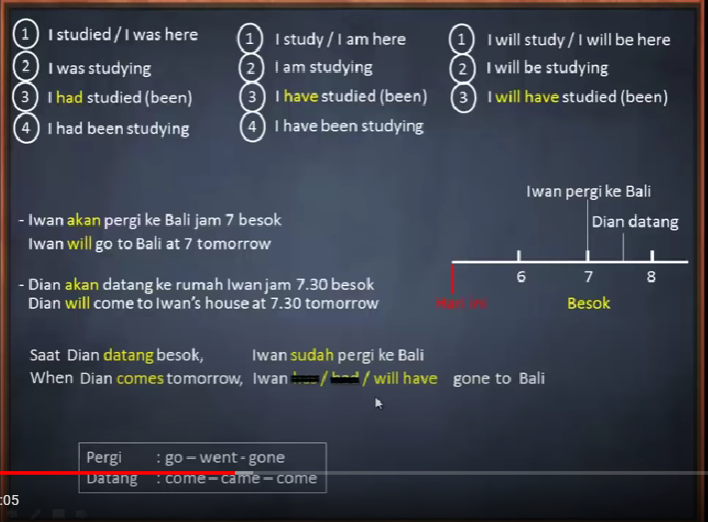 1 I studied / I was here
2 I was studying
3 I had studied (been)
4 I had been studying
1 I study / I am here
2 I am studying
3 I have studied (been)
4 I have been studying
1 I will study / I will be here
2 I will be studying
3 I will have studied (been)
- Iwan akan pergi ke Bali jam 7 besok
Iwan will go to Bali at 7 tomorrow
- Dian akan datang ke rumah Iwan jam 7.30 besok
Dian will come to Iwan's house at 7.30 tomorrow
Iwan pergi ke Bali
Dian datang
6 7 8
Hari ini Besok
Saat Dian datang besok, Iwan sudah pergi ke Bali
When Dian comes tomorrow, Iwan / had / will have gone to Bali
Pergi : go – went - gone
Datang : come – came – come
:05